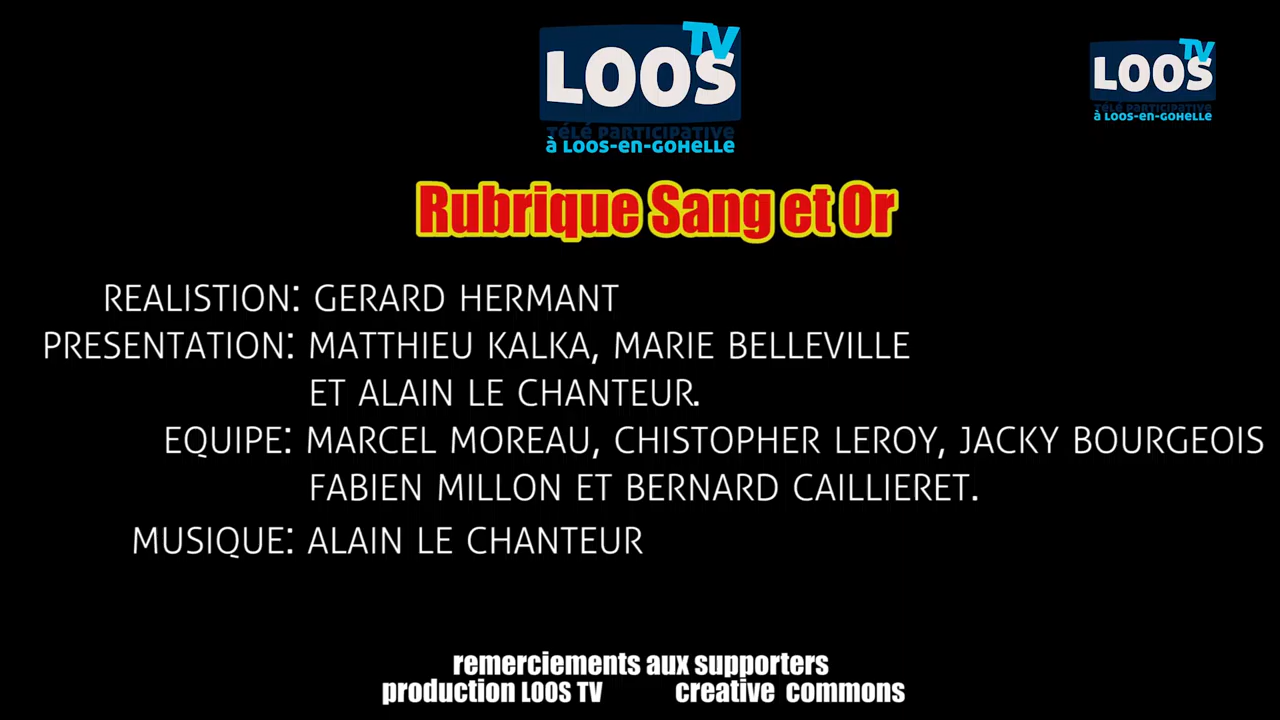 LOOS TV
TÉLÉ PARTICIPATIVE
à LOOS-en-GOHELLE
LOOS TV
TÉLÉ PARTICIPATIVE
à LOOS-en-GOHELLE
Rubrique Sang et Or
REALISTION: GERARD HERMANT
PRESENTATION: MATTHIEU KALKA, MARIE BELLEVILLE
ET ALAIN LE CHANTEUR.
EQUIPE: MARCEL MOREAU, CHISTOPHER LEROY, JACKY BOURGEOIS
FABIEN MILLON ET BERNARD CAILLIERET.
MUSIQUE: ALAIN LE CHANTEUR
remerciements aux supporters
production LOOS TV creative commons